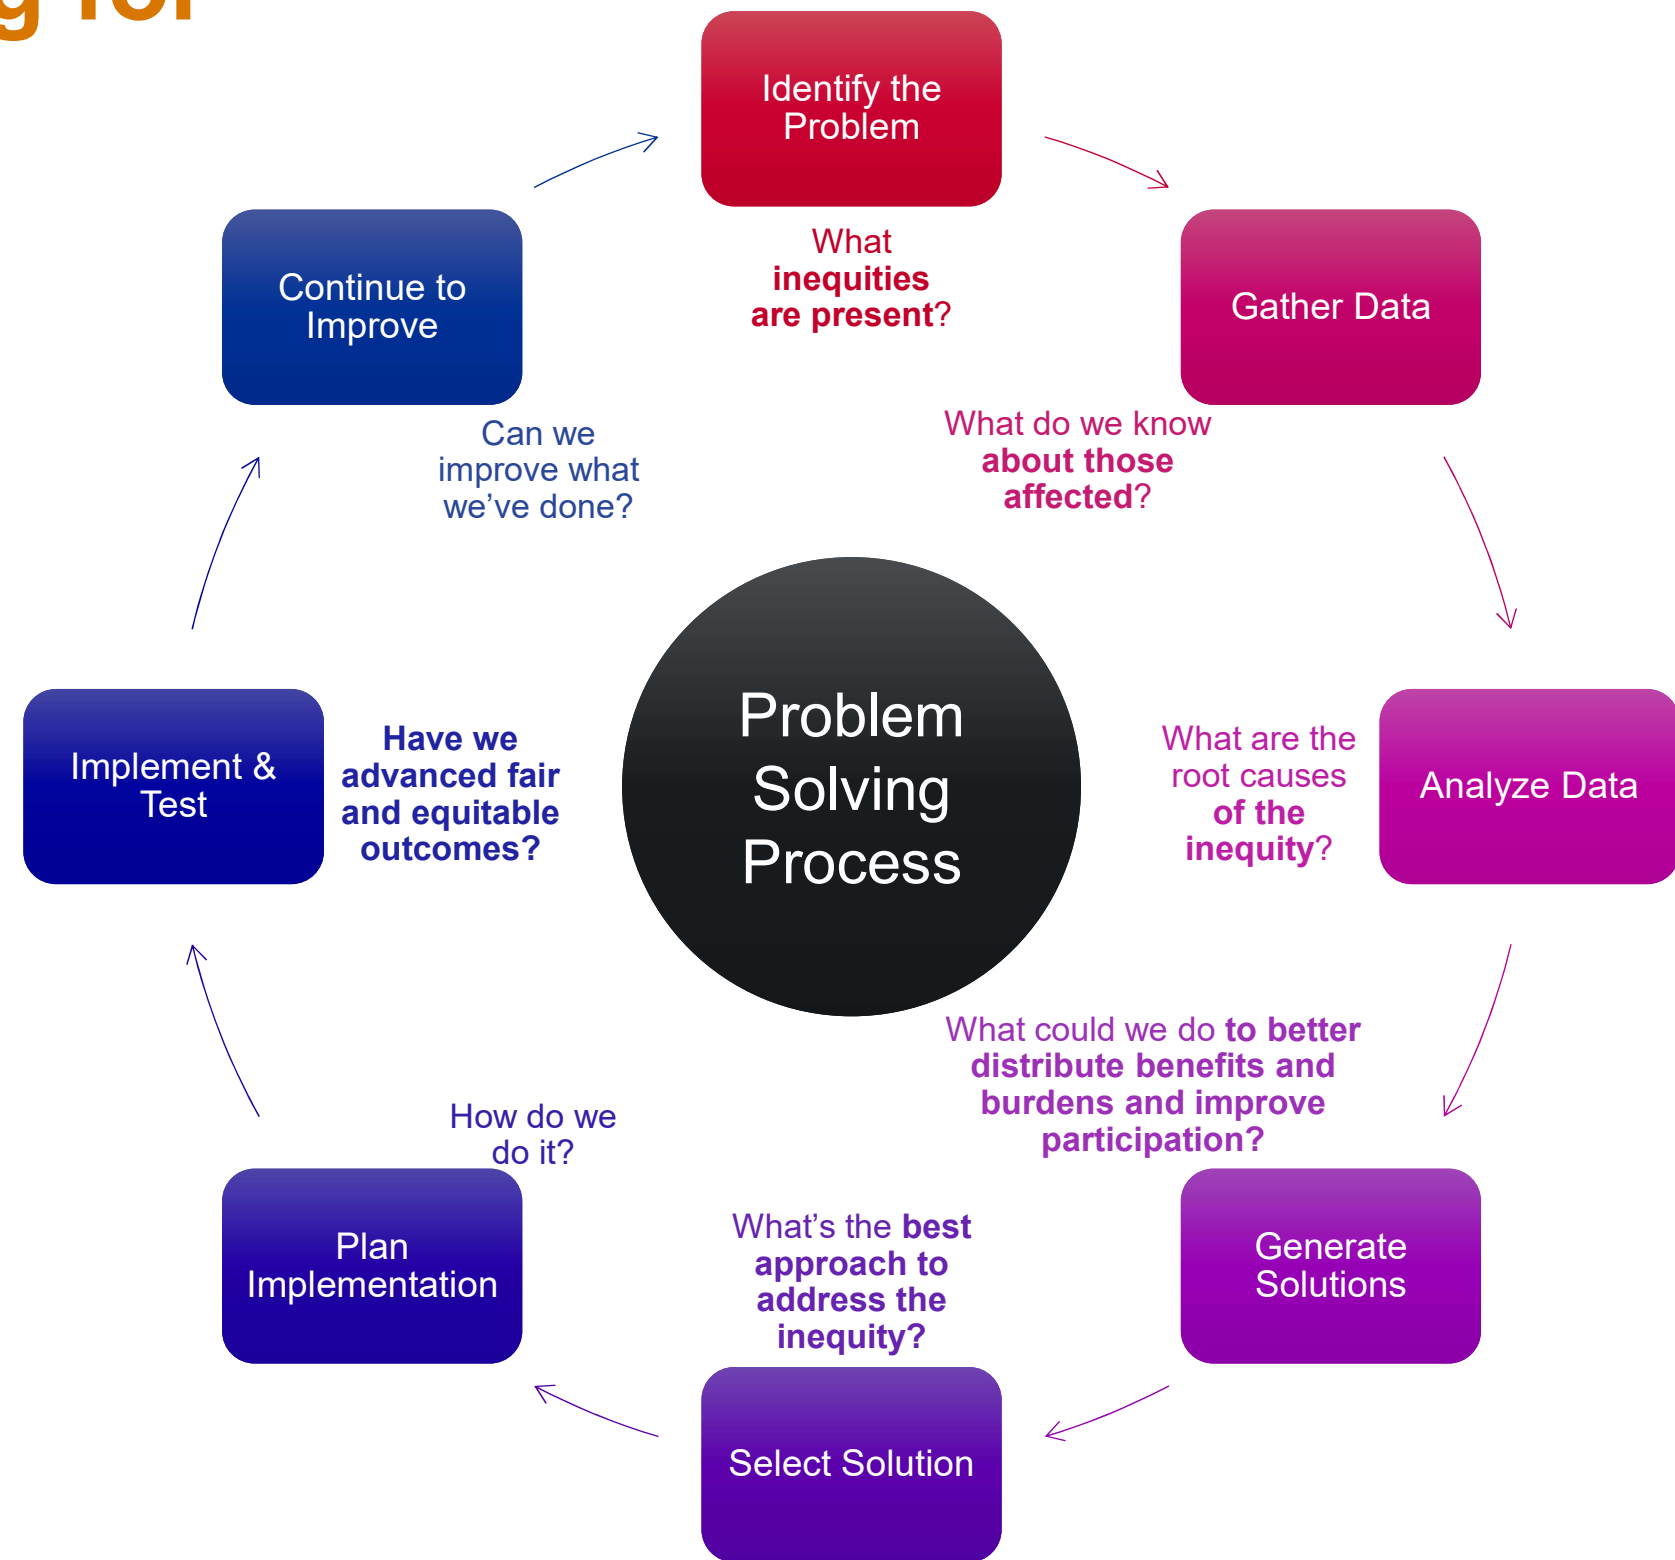 g for
Identify the
Problem
What
inequities
are present?
Gather Data
What do we know
about those
affected?
Analyze Data
What are the
root causes
of the
inequity?
Generate
Solutions
What could we do to better
distribute benefits and
burdens and improve
participation?
Select Solution
What’s the best
approach to
address the
inequity?
Plan
Implementation
How do we
do it?
Implement &
Test
Have we
advanced fair
and equitable
outcomes?
Continue to
Improve
Can we
improve what
we’ve done?
Problem
Solving
Process